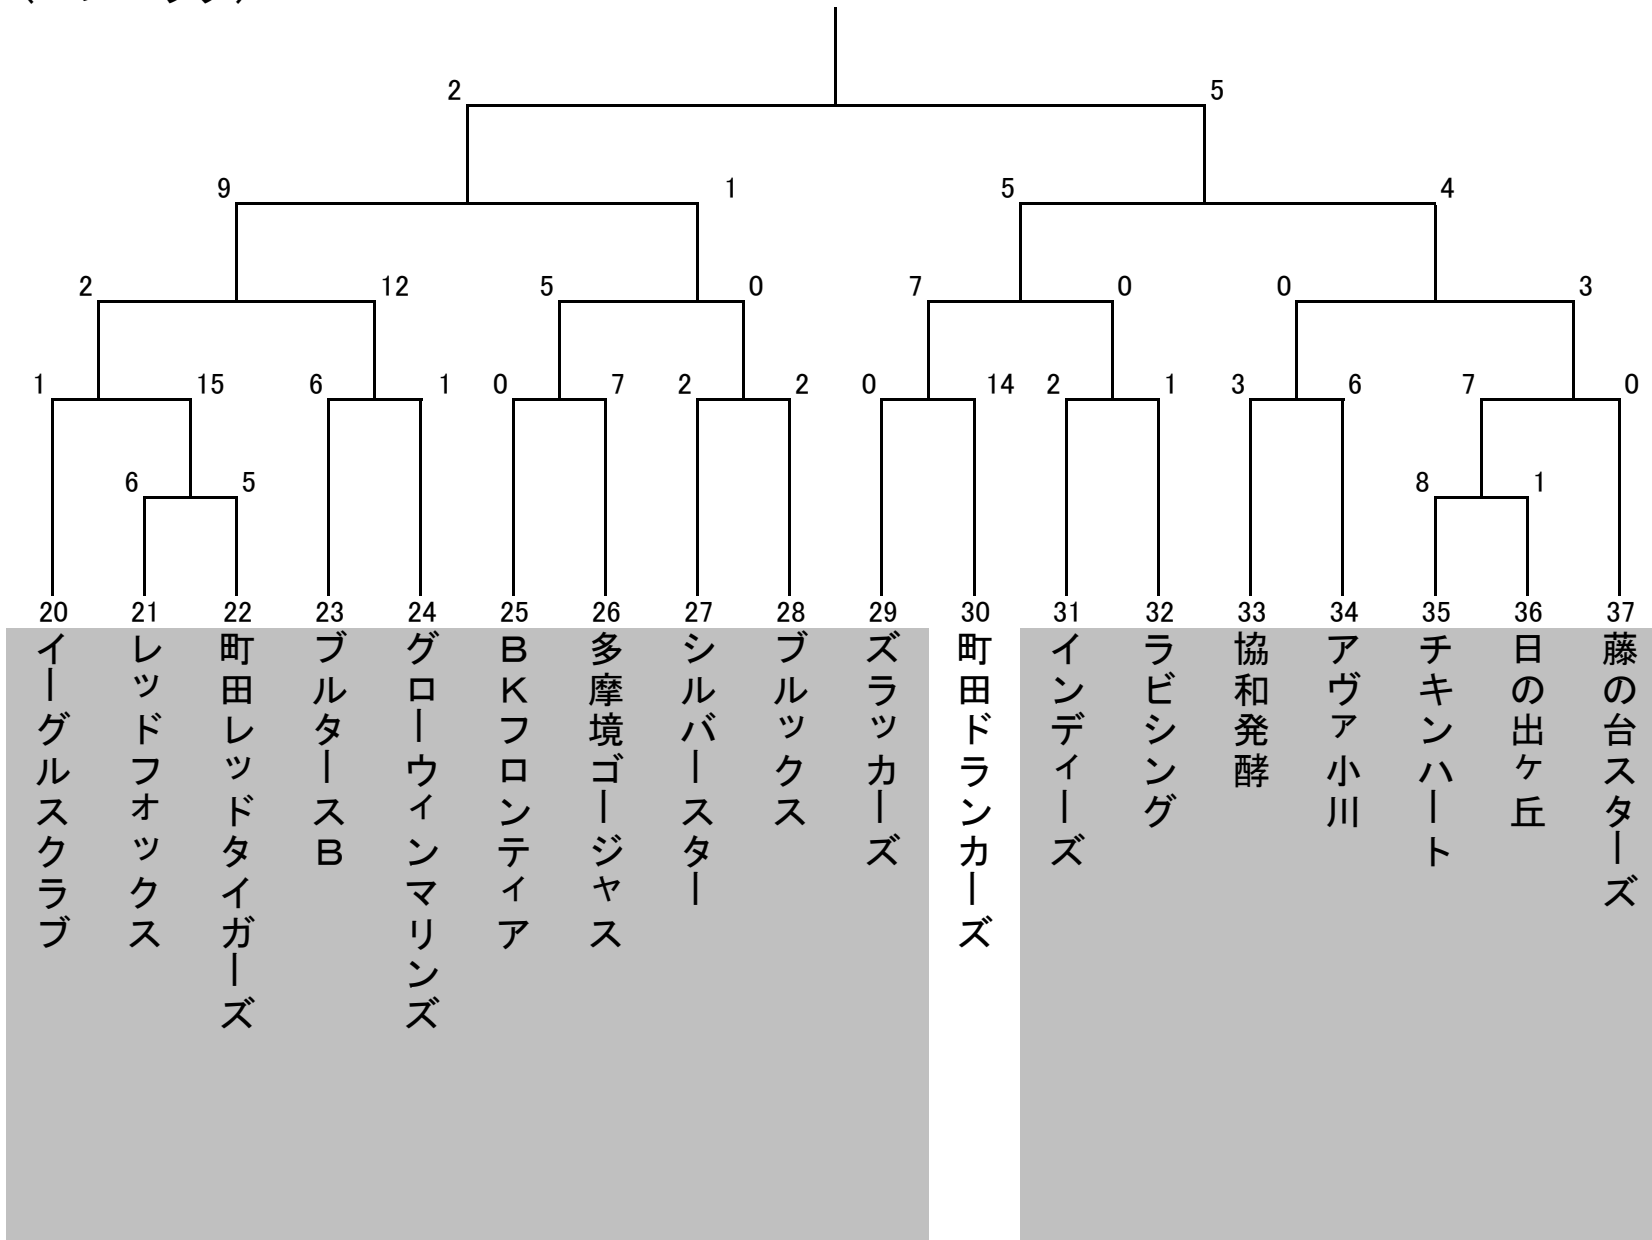 2 5
9 1 5 4
2 12 5 0 7 0 0 3
1 15 6 1 0 7 2 2 0 14 2 1 3 6 7 0
6 5 8 1
20 21 22 23 24 25 26 27 28 29 30 31 32 33 34 35 36 37
イーグルスクラブ
レッドフォックス
町田レッドタイガーズ
ブルタースB
グローウィンマリンズ
BKフロンティア
多摩境ゴージャス
シルバースター
ブルックス
ズラッカーズ
町田ドランカーズ
インディーズ
ラビシング
協和発酵
アヴァ小川
チキンハート
日の出ケ丘
藤の台スターズ